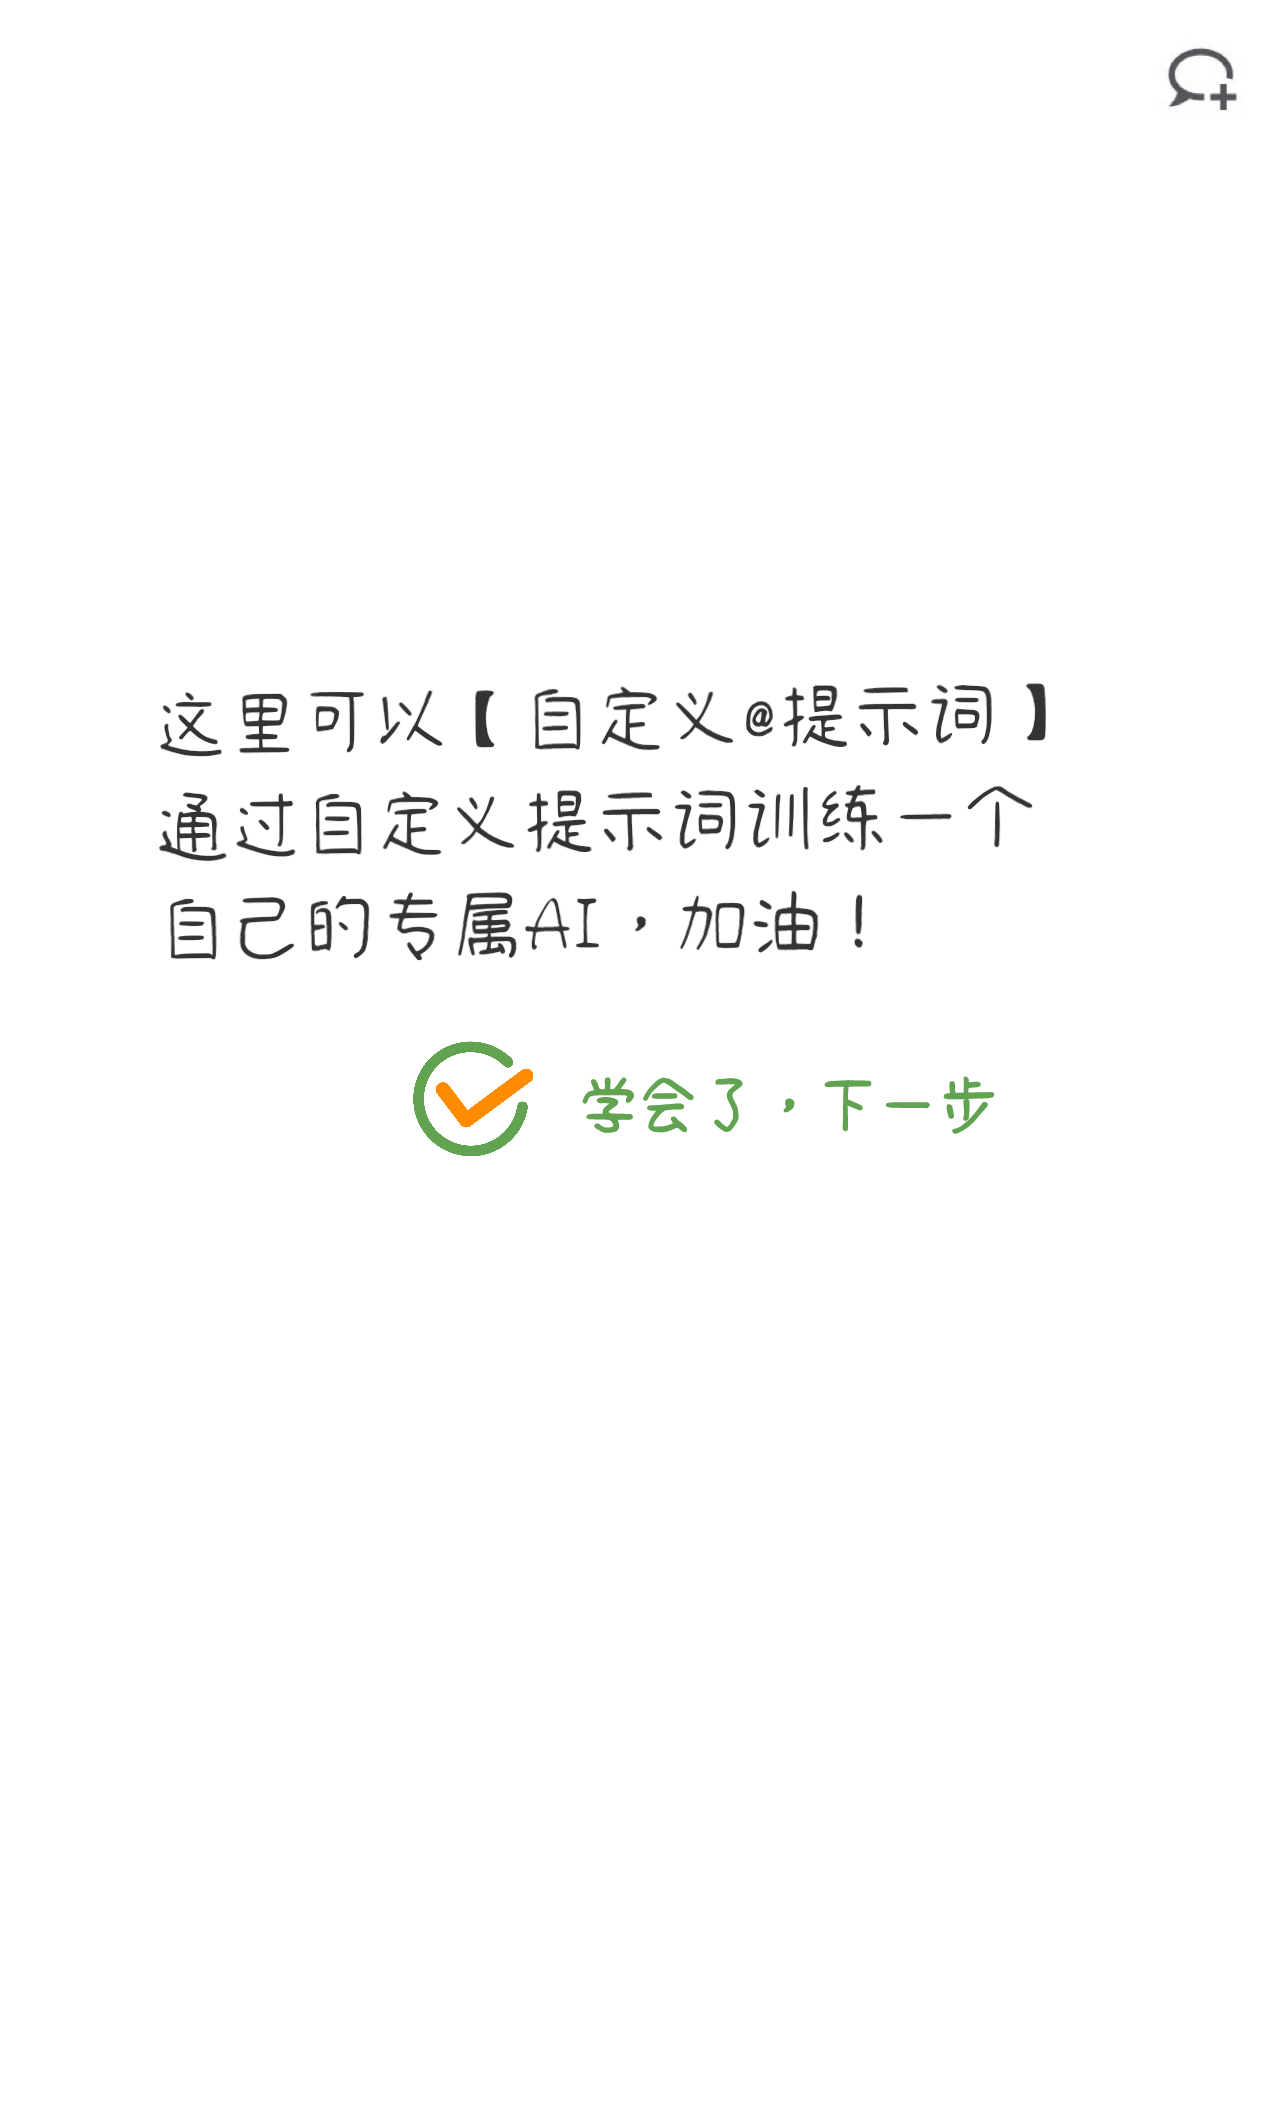 这里可以【自定义@提示词】
通过自定义提示词训练一个
自己的专属AI，加油！
学会了，下一步